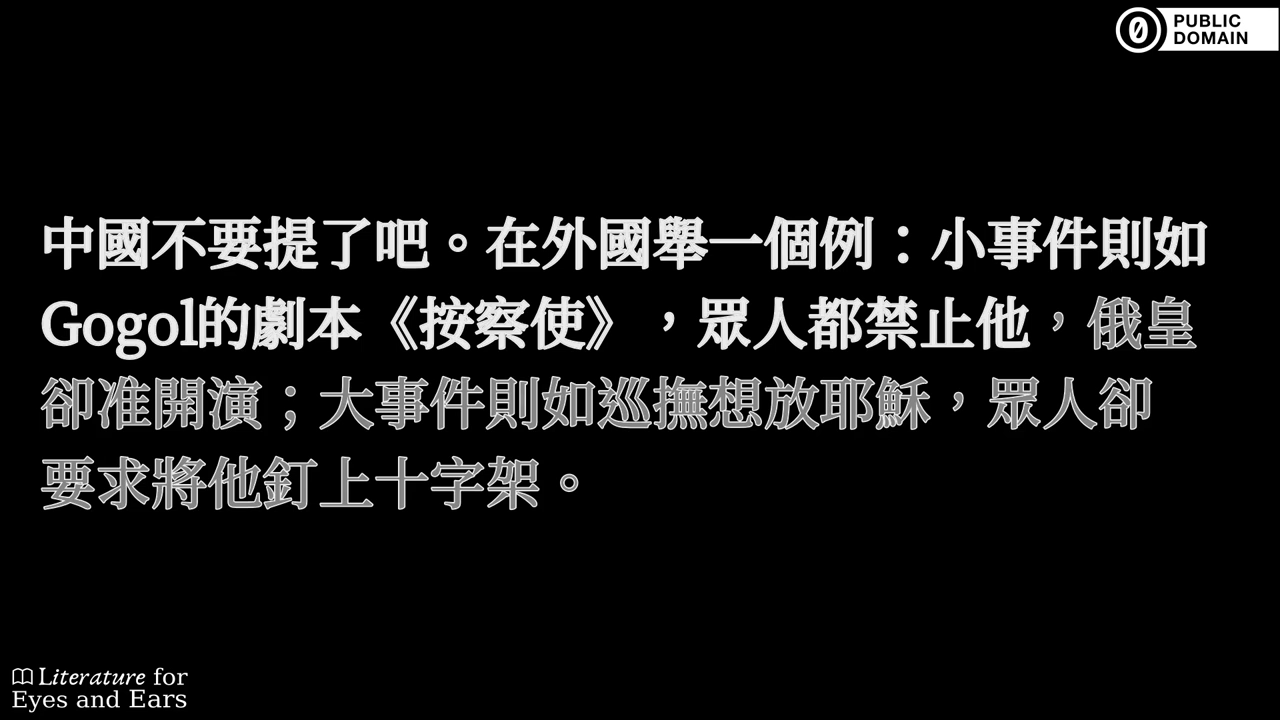 PUBLIC
DOMAIN
中國不要提了吧。在外國舉一個例：小事件則如
Gogol的劇本《按察使》，眾人都禁止他，俄皇
卻准開演；大事件則如巡撫想放耶穌，眾人卻
要求將他釘上十字架。
Literature for
Eyes and Ears